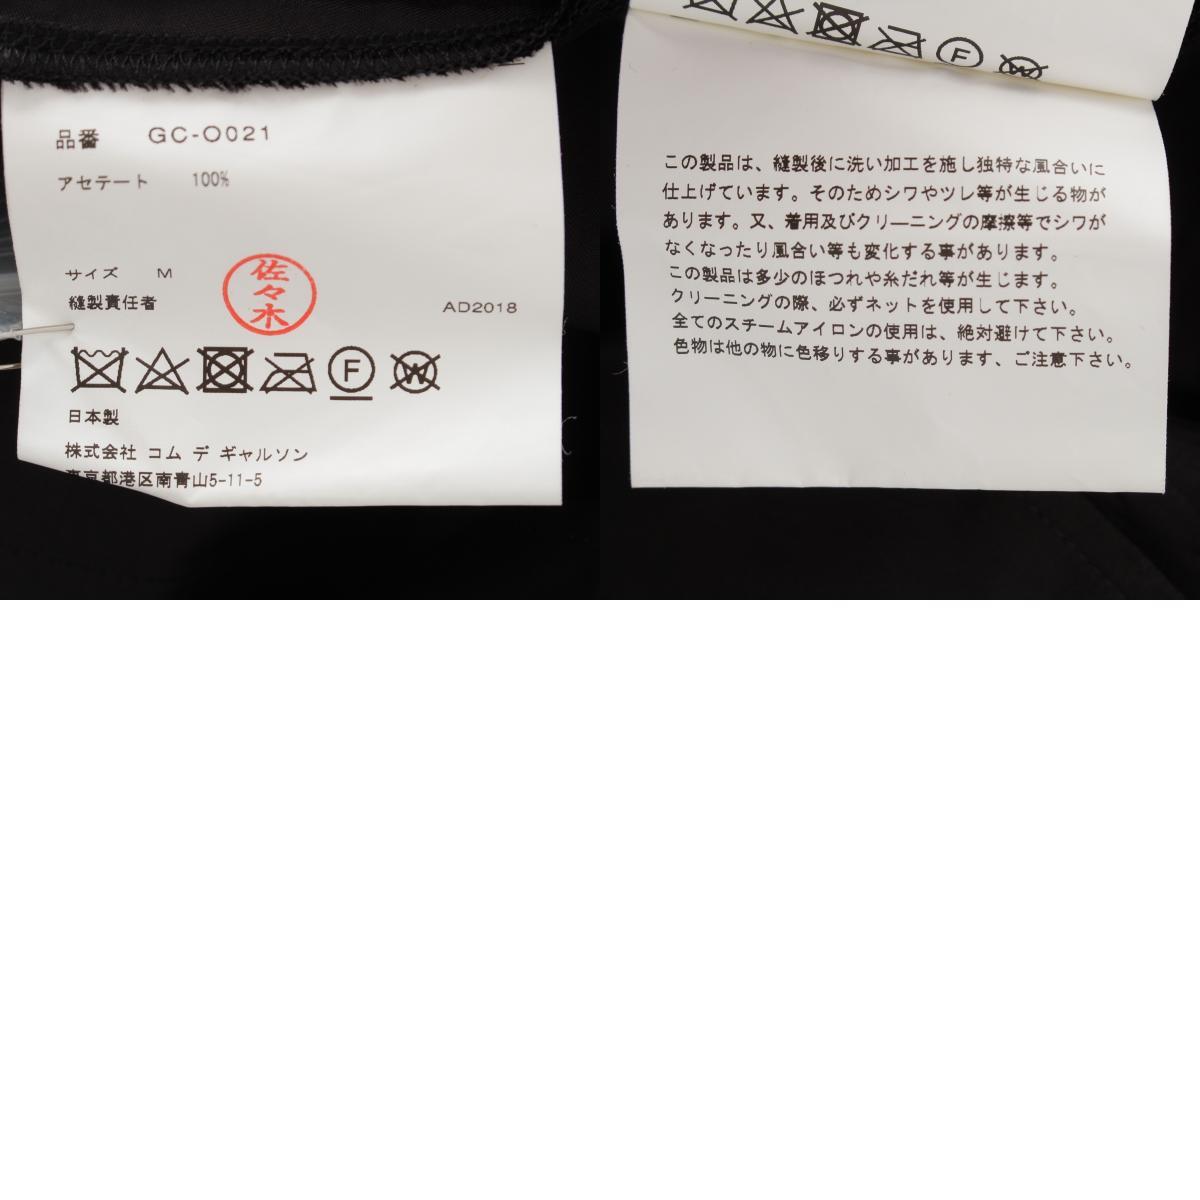 品番 GC-O021
アセテート 100%
サイズ M
縫製責任者
佐々木
AD2018
F W
日本製
株式会社 コム デ ギャルソン
東京都港区南青山5-11-5
F W
この製品は、縫製後に洗い加工を施し独特な風合いに
仕上げています。そのためシワやツレ等が生じる物が
あります。又、着用及びクリーニングの摩擦等でシワが
なくなったり風合い等も変化する事があります。
この製品は多少のほつれや糸だれ等が生じます。
クリーニングの際、必ずネットを使用して下さい。
全てのスチームアイロンの使用は、絶対避けて下さい。
色物は他の物に色移りする事があります、ご注意下さい。